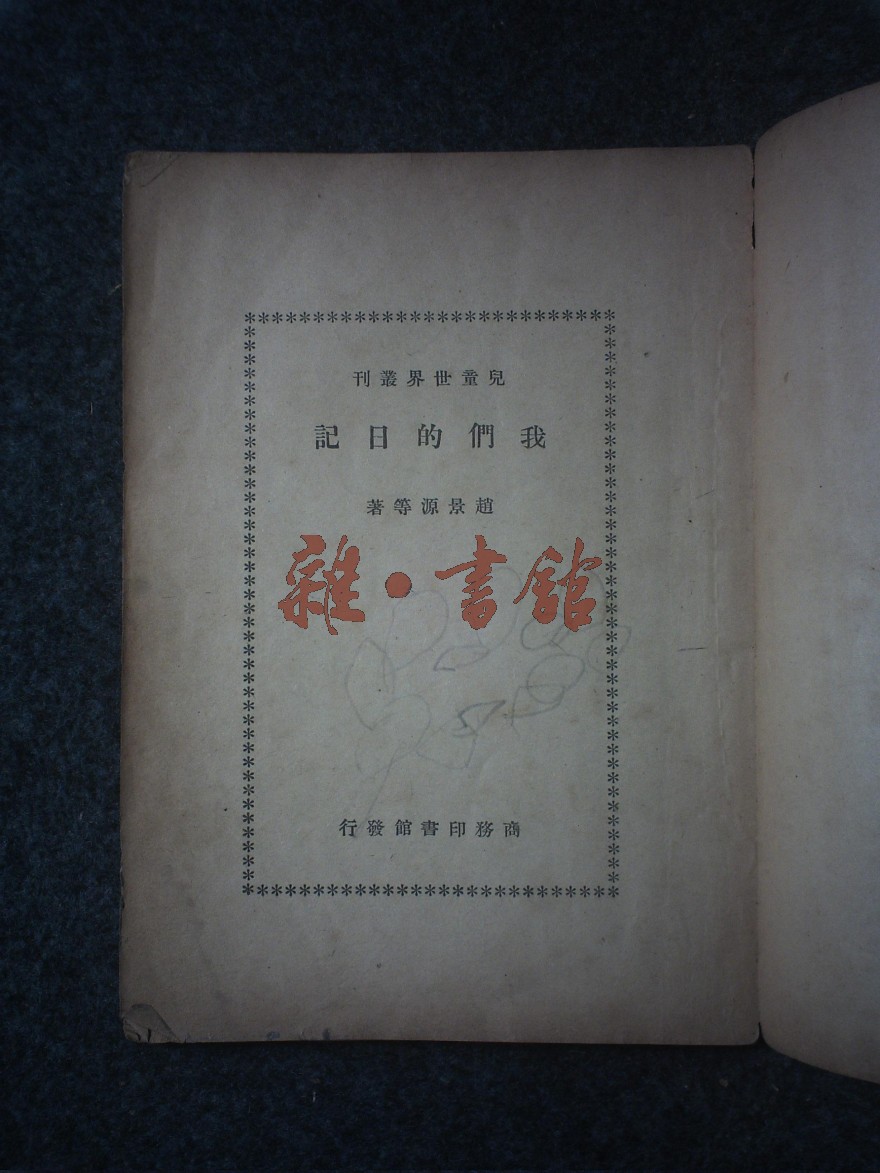 兒童世界叢刊
我們的日記
趙景源等著
雜·書館
商務印書館發行